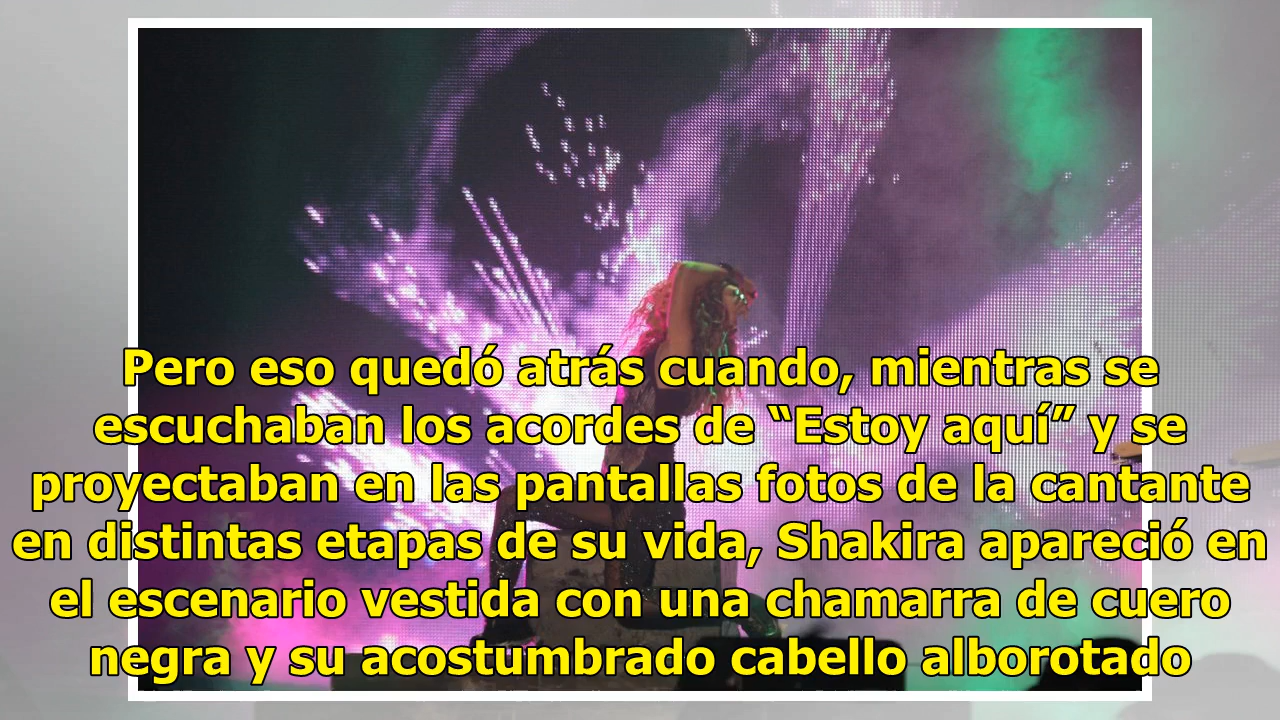 Pero eso quedó atrás cuando, mientras se
escuchaban los acordes de “Estoy aquí” y se
proyectaban en las pantallas fotos de la cantante
en distintas etapas de su vida, Shakira apareció en
el escenario vestida con una chamarra de cuero
negra y su acostumbrado cabello alborotado